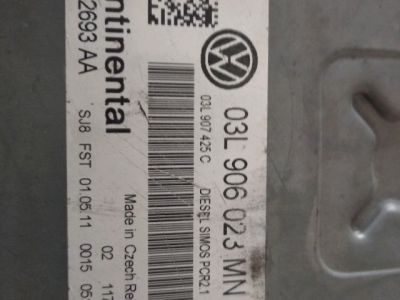 03L 906 023 MN
03L 907 425 C DIESEL SIMOS PCR2.1
Made in Czech Re
ntinental
2693 AA
SJ8 FST 01.05.11 0015
02